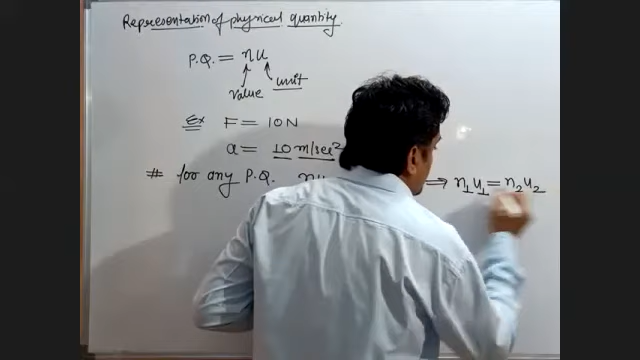 Representation of physical quantity.
P.Q. = nu
value unit
Ex F = 10N
a = 10 m/sec²
# for any P.Q. ⇒ n₁u₁ = n₂u₂